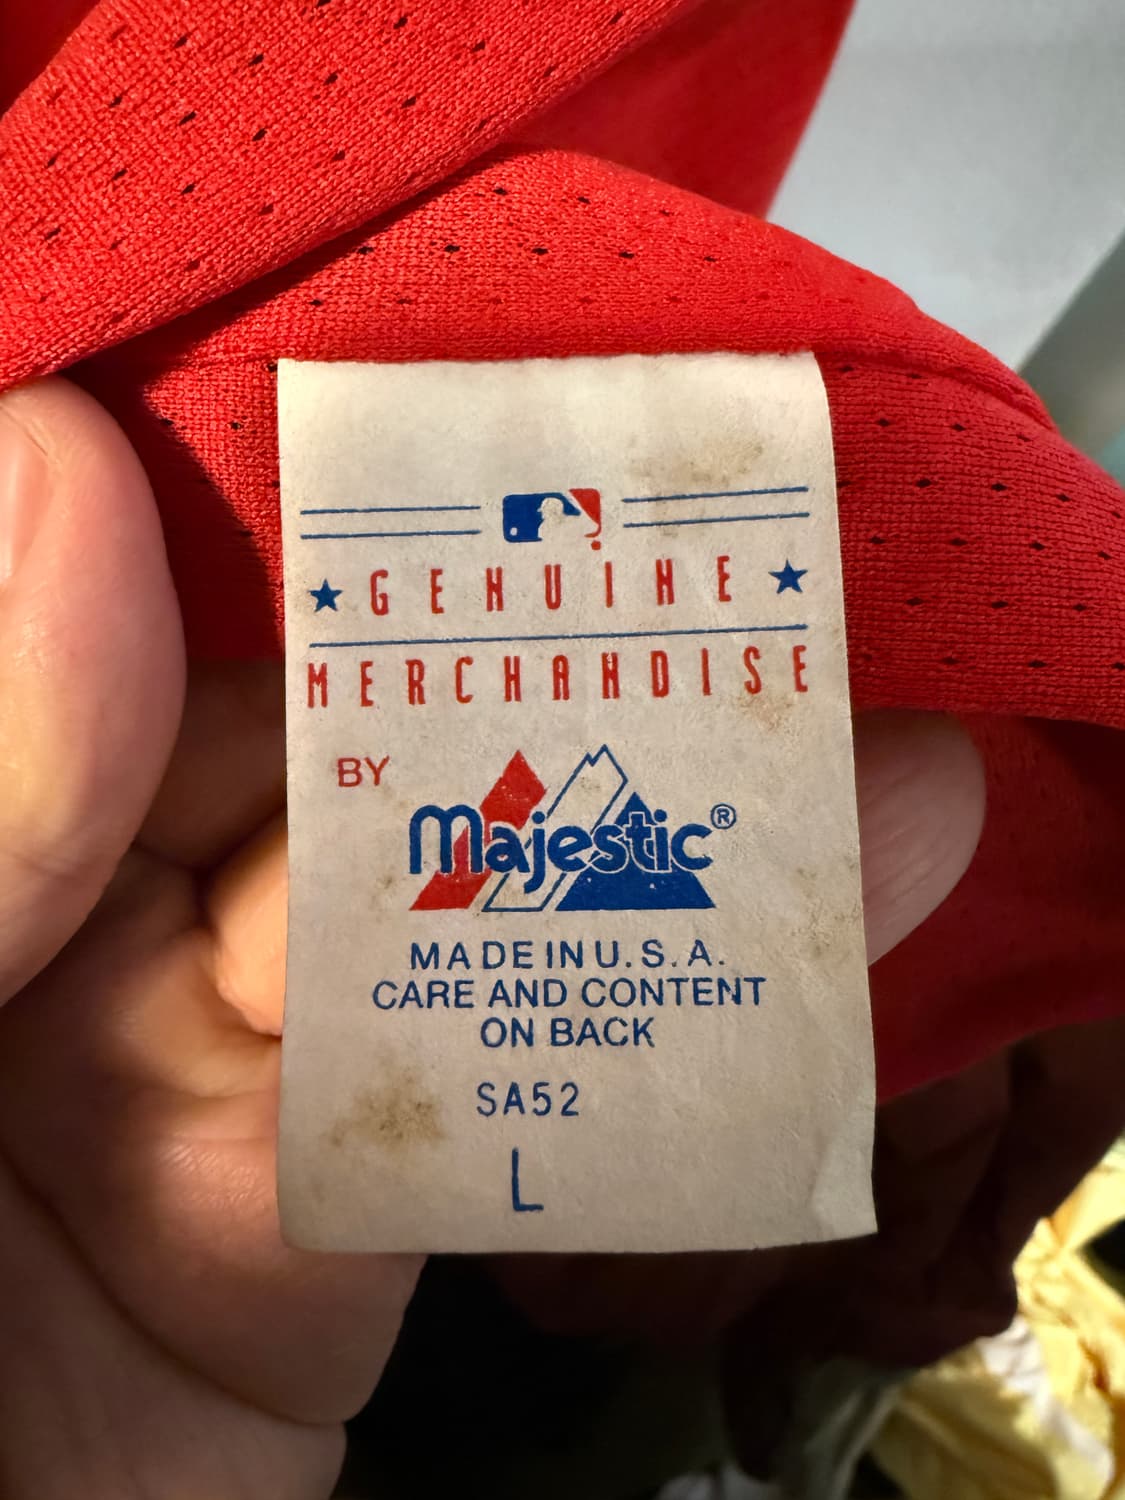 GENUINE
MERCHANDISE
BY
Majestic®
MADE IN U.S.A.
CARE AND CONTENT
ON BACK
SA52
L